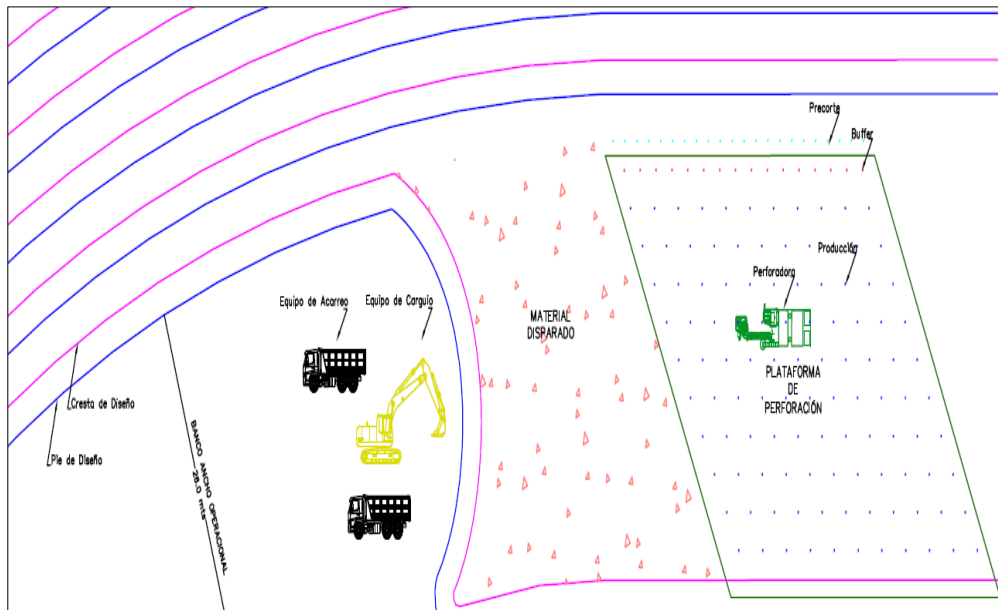 Precorte
Buffer
Producción
Perforadora
Equipo de Acarreo
Equipo de Carguio
MATERIAL
DISPARADO
PLATAFORMA
DE
PERFORACIÓN
Cresta de Diseño
Pie de Diseño
BANCO ANCHO OPERACIONAL
28.0 mts